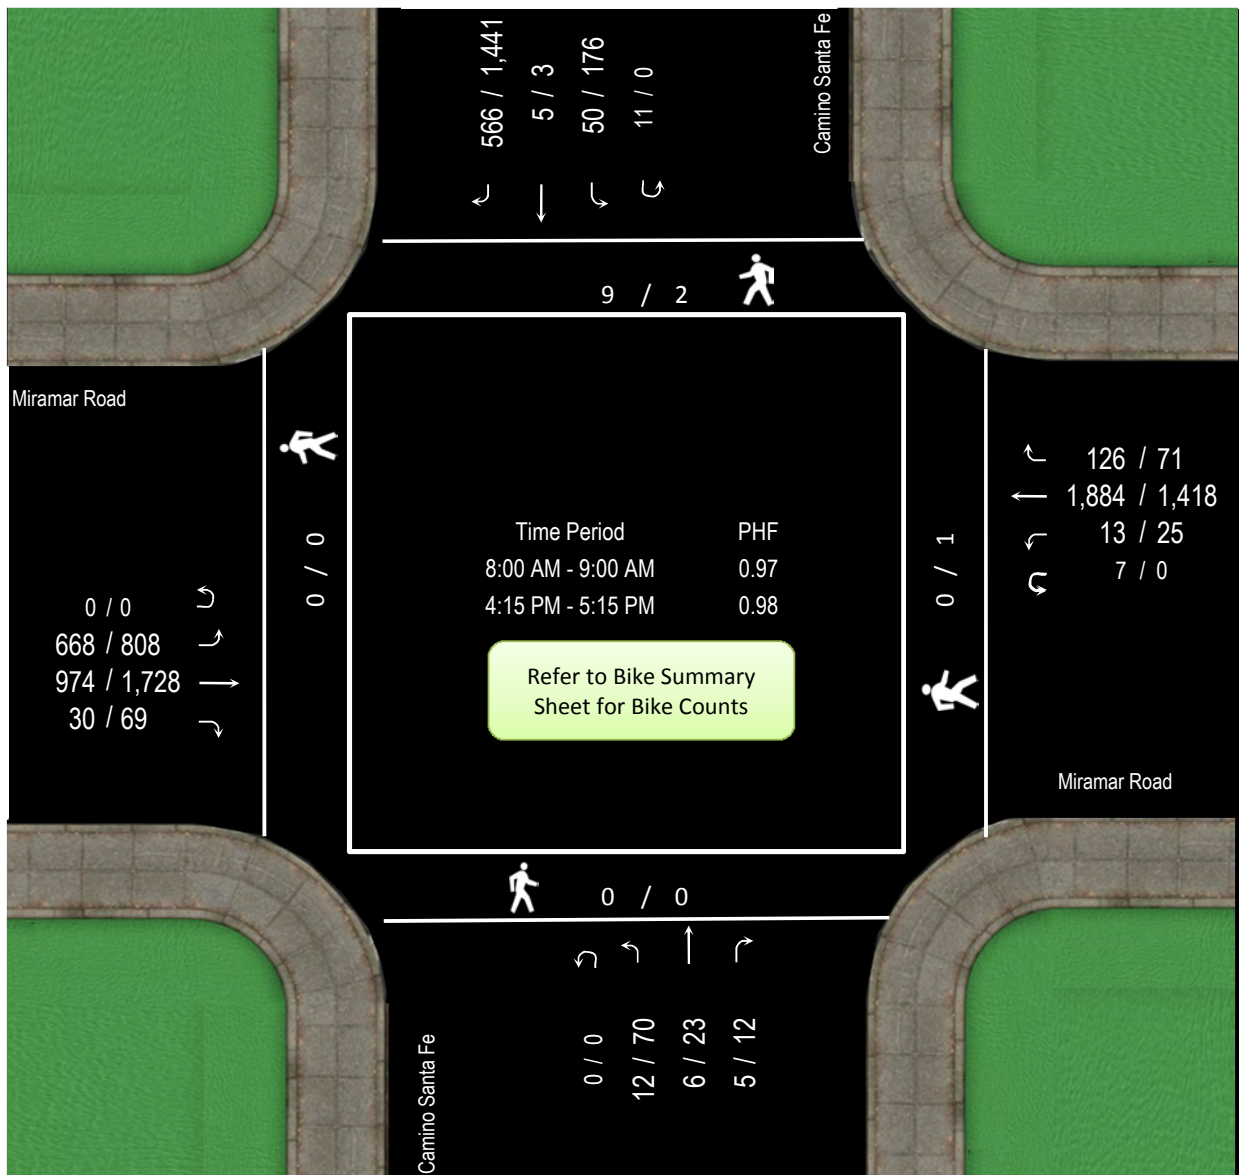 566 / 1,441
5 / 3
50 / 176
11 / 0
Camino Santa Fe
9 / 2
Miramar Road
0 / 0
668 / 808
974 / 1,728
30 / 69
0 / 0
Time Period PHF
8:00 AM - 9:00 AM 0.97
4:15 PM - 5:15 PM 0.98
Refer to Bike Summary
Sheet for Bike Counts
0 / 1
126 / 71
1,884 / 1,418
13 / 25
7 / 0
Miramar Road
0 / 0
Camino Santa Fe
0 / 0
12 / 70
6 / 23
5 / 12